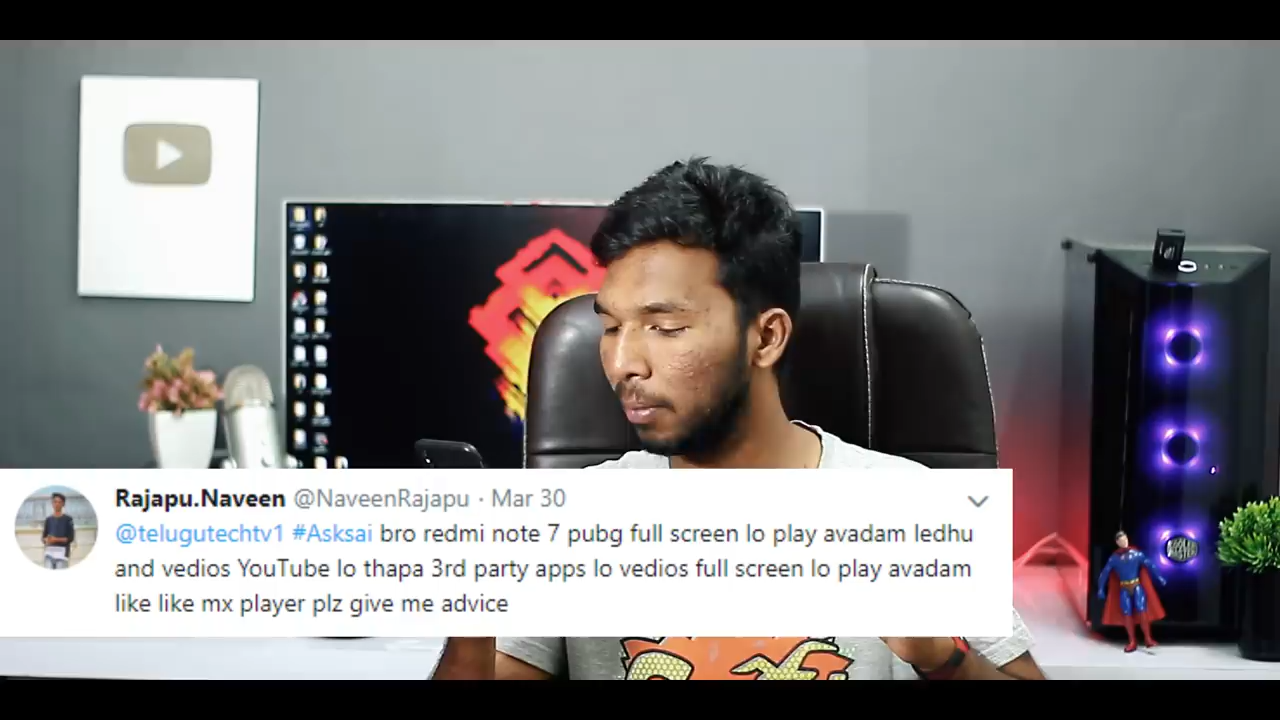 Rajapu.Naveen @NaveenRajapu · Mar 30
@telugutechtv1 #Asksai bro redmi note 7 pubg full screen lo play avadam ledhu
and vedios YouTube lo thapa 3rd party apps lo vedios full screen lo play avadam
like like mx player plz give me advice